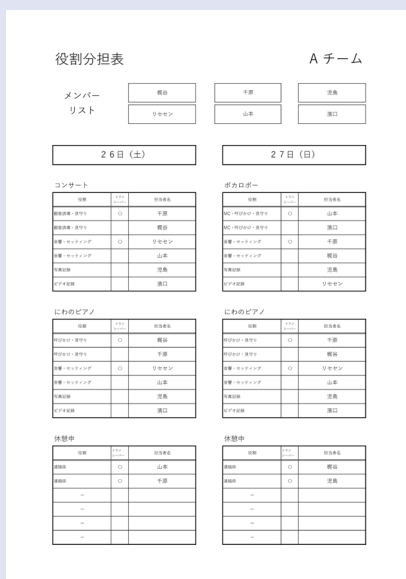 役割分担表
A チーム
メンバー
リスト
梶谷
千原
児島
リセセン
山本
濱口
26日（土）
27日（日）
コンサート
役割 担当者名
観客誘導・見守り ○ 千原
観客誘導・見守り 梶谷
音響・セッティング ○ リセセン
音響・セッティング 山本
写真記録 児島
ビデオ記録 濱口
ボカロボー
役割 担当者名
MC・呼びかけ・見守り ○ 山本
MC・呼びかけ・見守り 濱口
音響・セッティング ○ 千原
音響・セッティング 梶谷
写真記録 児島
ビデオ記録 リセセン
にわのピアノ
役割 担当者名
呼びかけ・見守り ○ 梶谷
呼びかけ・見守り 千原
音響・セッティング ○ リセセン
音響・セッティング 山本
写真記録 児島
ビデオ記録 濱口
にわのピアノ
役割 担当者名
呼びかけ・見守り ○ 千原
呼びかけ・見守り 梶谷
音響・セッティング ○ リセセン
音響・セッティング 山本
写真記録 児島
ビデオ記録 濱口
休憩中
役割 担当者名
連絡係 ○ 山本
連絡係 ○ 千原
ー
ー
ー
ー
休憩中
役割 担当者名
連絡係 ○ 梶谷
連絡係 ○ 児島
ー
ー
ー
ー